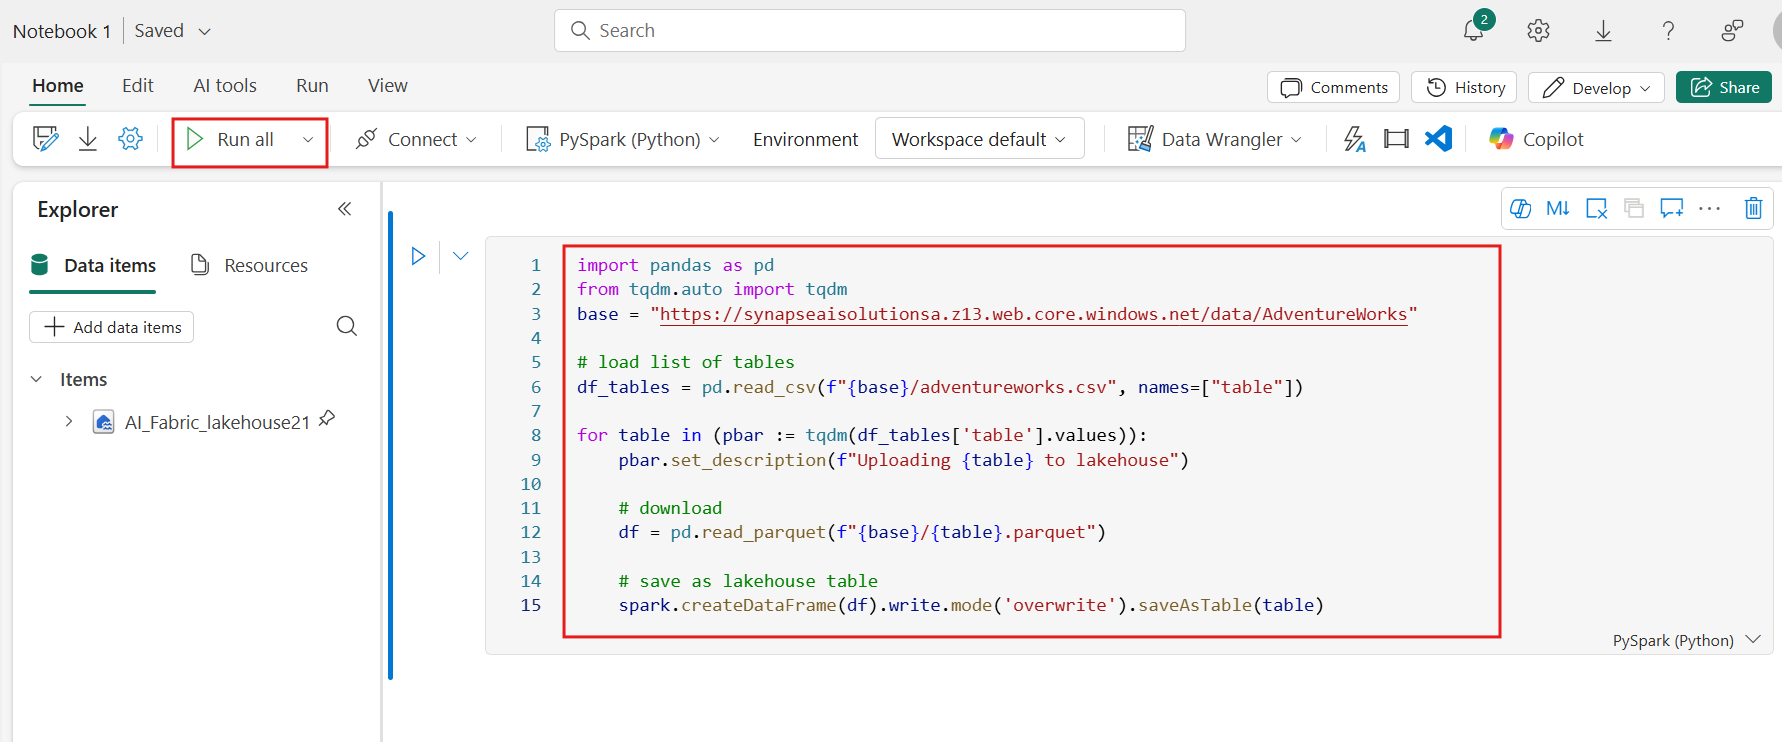 Notebook 1 Saved
Search
2
Home Edit AI tools Run View
Comments History Develop Share
Run all Connect PySpark (Python) Environment Workspace default Data Wrangler Copilot
Explorer
Data items Resources
Add data items
Items
AI_Fabric_lakehouse21
M↓
1 import pandas as pd
2 from tqdm.auto import tqdm
3 base = "https://synapseaisolutionsa.z13.web.core.windows.net/data/AdventureWorks"
4
5 # load list of tables
6 df_tables = pd.read_csv(f"{base}/adventureworks.csv", names=["table"])
7
8 for table in (pbar := tqdm(df_tables['table'].values)):
9     pbar.set_description(f"Uploading {table} to lakehouse")
10
11     # download
12     df = pd.read_parquet(f"{base}/{table}.parquet")
13
14     # save as lakehouse table
15     spark.createDataFrame(df).write.mode('overwrite').saveAsTable(table)
PySpark (Python)